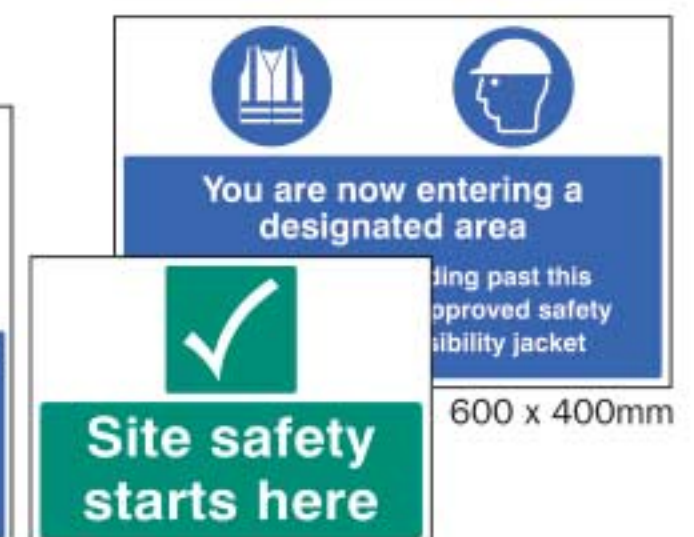 You are now entering a
designated area
ding past this
pproved safety
sibility jacket
600 x 400mm
Site safety
starts here